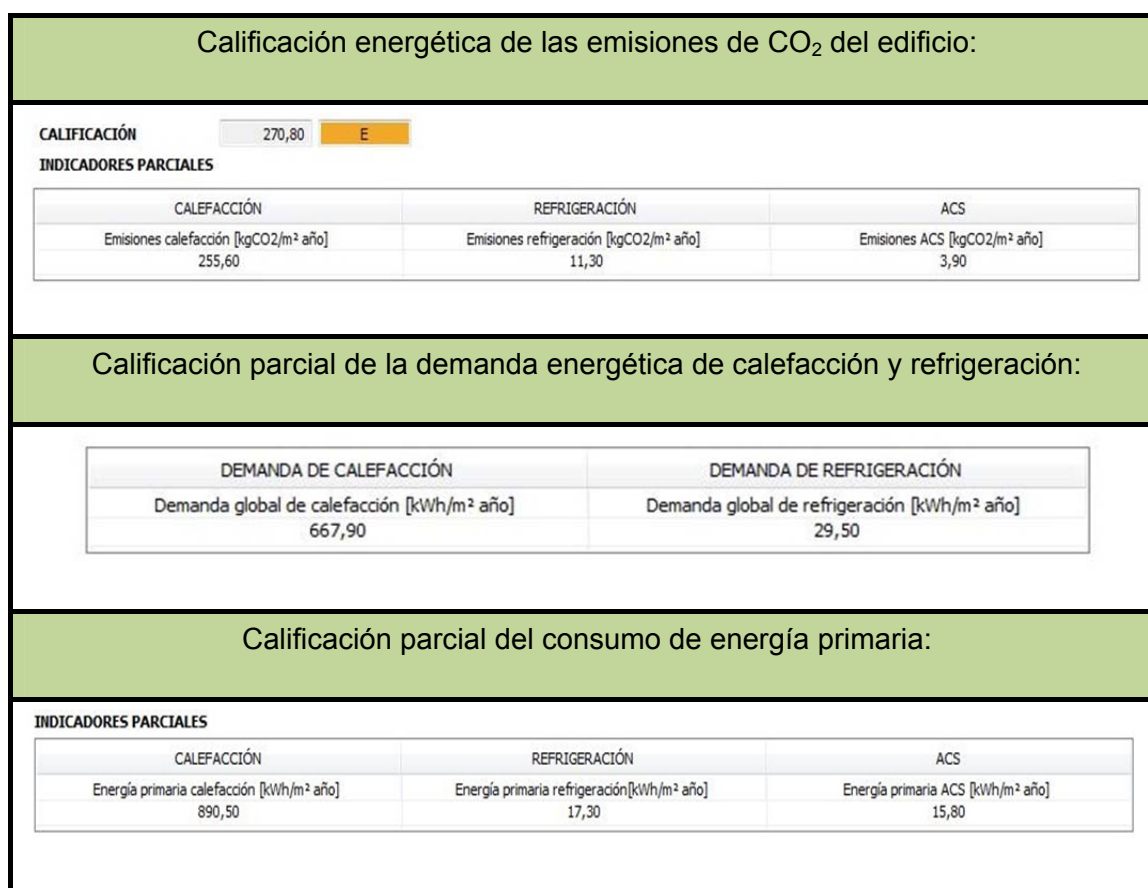 Calificación energética de las emisiones de CO₂ del edificio:
CALIFICACIÓN 270,80 E
INDICADORES PARCIALES
CALEFACCIÓN REFRIGERACIÓN ACS
Emisiones calefacción [kgCO2/m² año] Emisiones refrigeración [kgCO2/m² año] Emisiones ACS [kgCO2/m² año]
255,60 11,30 3,90
Calificación parcial de la demanda energética de calefacción y refrigeración:
DEMANDA DE CALEFACCIÓN DEMANDA DE REFRIGERACIÓN
Demanda global de calefacción [kWh/m² año] Demanda global de refrigeración [kWh/m² año]
667,90 29,50
Calificación parcial del consumo de energía primaria:
INDICADORES PARCIALES
CALEFACCIÓN REFRIGERACIÓN ACS
Energía primaria calefacción [kWh/m² año] Energía primaria refrigeración[kWh/m² año] Energía primaria ACS [kWh/m² año]
890,50 17,30 15,80